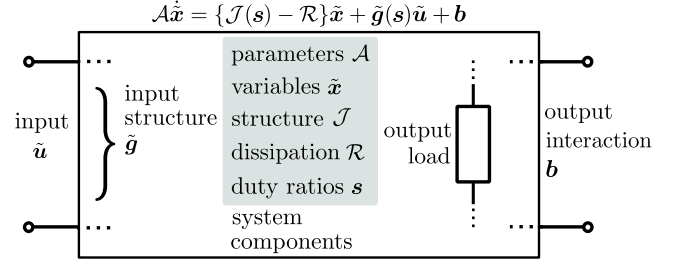 𝒜ẋ̃ = {𝒥(s) − ℛ}x̃ + g̃(s)ũ + b
input
ũ
input
structure
g̃
parameters 𝒜
variables x̃
structure 𝒥
dissipation ℛ
duty ratios s
system
components
output
load
output
interaction
b